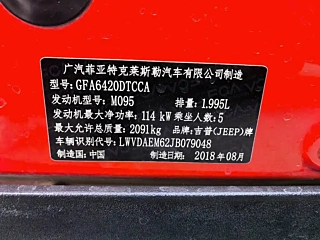 广汽菲亚特克莱斯勒汽车有限公司制造
型号: GFA6420DTCCA
发动机型号: M095 排量: 1.995L
发动机最大净功率: 114 kW 乘坐人数: 5
最大允许总质量: 2091kg 品牌: 吉普(JEEP)牌
车辆识别代号: LWVDAEM62JB079048
制造国: 中国 制造日期: 2018年08月